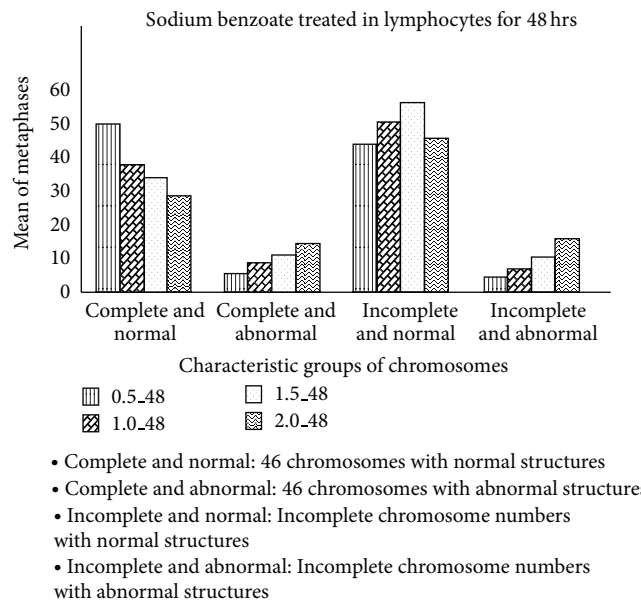 Sodium benzoate treated in lymphocytes for 48 hrs
Mean of metaphases
60
50
40
30
20
10
0
Complete and normal
Complete and abnormal
Incomplete and normal
Incomplete and abnormal
Characteristic groups of chromosomes
0.5_48
1.0_48
1.5_48
2.0_48
• Complete and normal: 46 chromosomes with normal structures
• Complete and abnormal: 46 chromosomes with abnormal structures
• Incomplete and normal: Incomplete chromosome numbers
with normal structures
• Incomplete and abnormal: Incomplete chromosome numbers
with abnormal structures